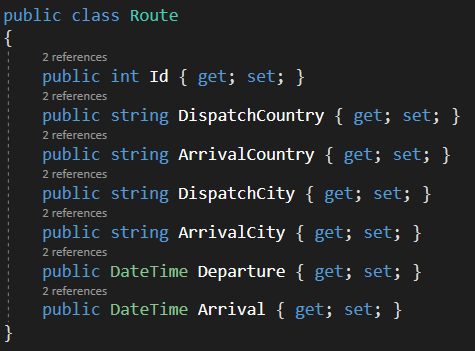 public class Route
{
2 references
public int Id { get; set; }
2 references
public string DispatchCountry { get; set; }
2 references
public string ArrivalCountry { get; set; }
2 references
public string DispatchCity { get; set; }
2 references
public string ArrivalCity { get; set; }
2 references
public DateTime Departure { get; set; }
2 references
public DateTime Arrival { get; set; }
}